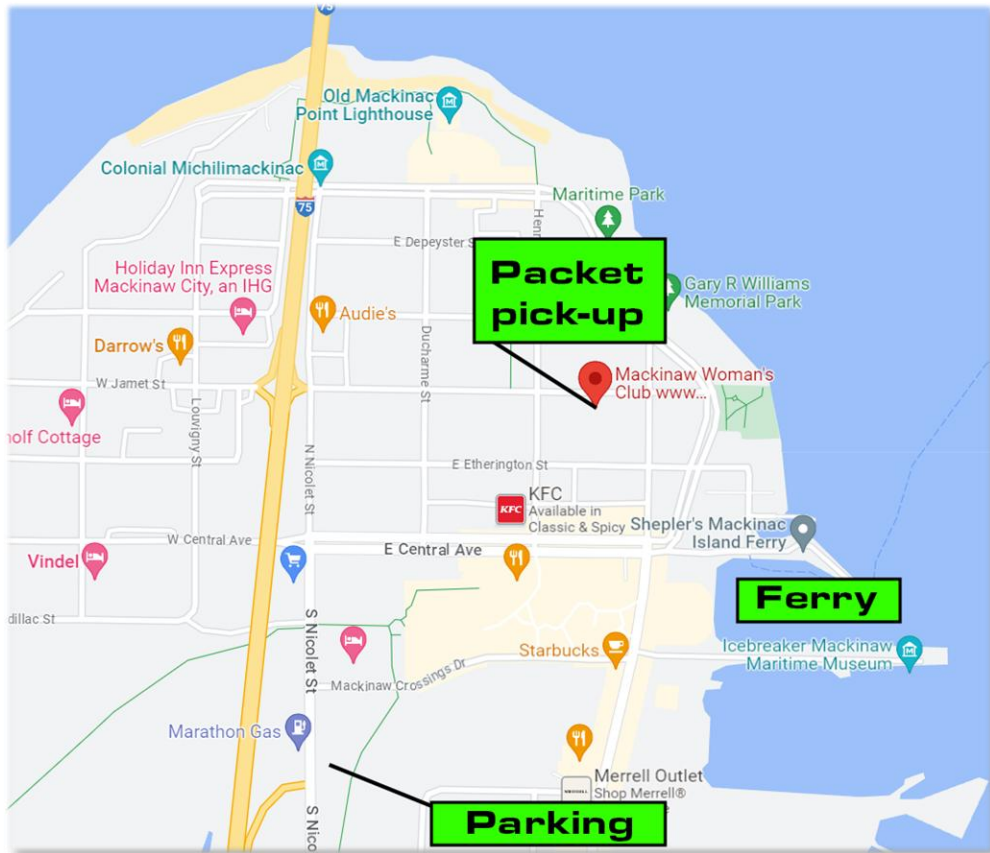 75
Old Mackinac
Point Lighthouse
Colonial Michilimackinac
75
Maritime Park
E Depeyster S
Hen
Packet
pick-up
Holiday Inn Express
Mackinaw City, an IHG
Gary R Williams
Memorial Park
Audie's
Darrow's
Ducharme St
W Jamet St
Mackinaw Woman's
Club www...
Louvigny St
holf Cottage
N Nicolet St
E Etherington St
KFC
KFC
Available in
Classic & Spicy
Shepler's Mackinac
Island Ferry
W Central Ave
E Central Ave
Vindel
Ferry
dillac St
S Nicolet St
Starbucks
Icebreaker Mackinaw
Maritime Museum
Mackinaw Crossings Dr
Marathon Gas
Merrell Outlet
Shop Merrell®
e
S Nico
Parking